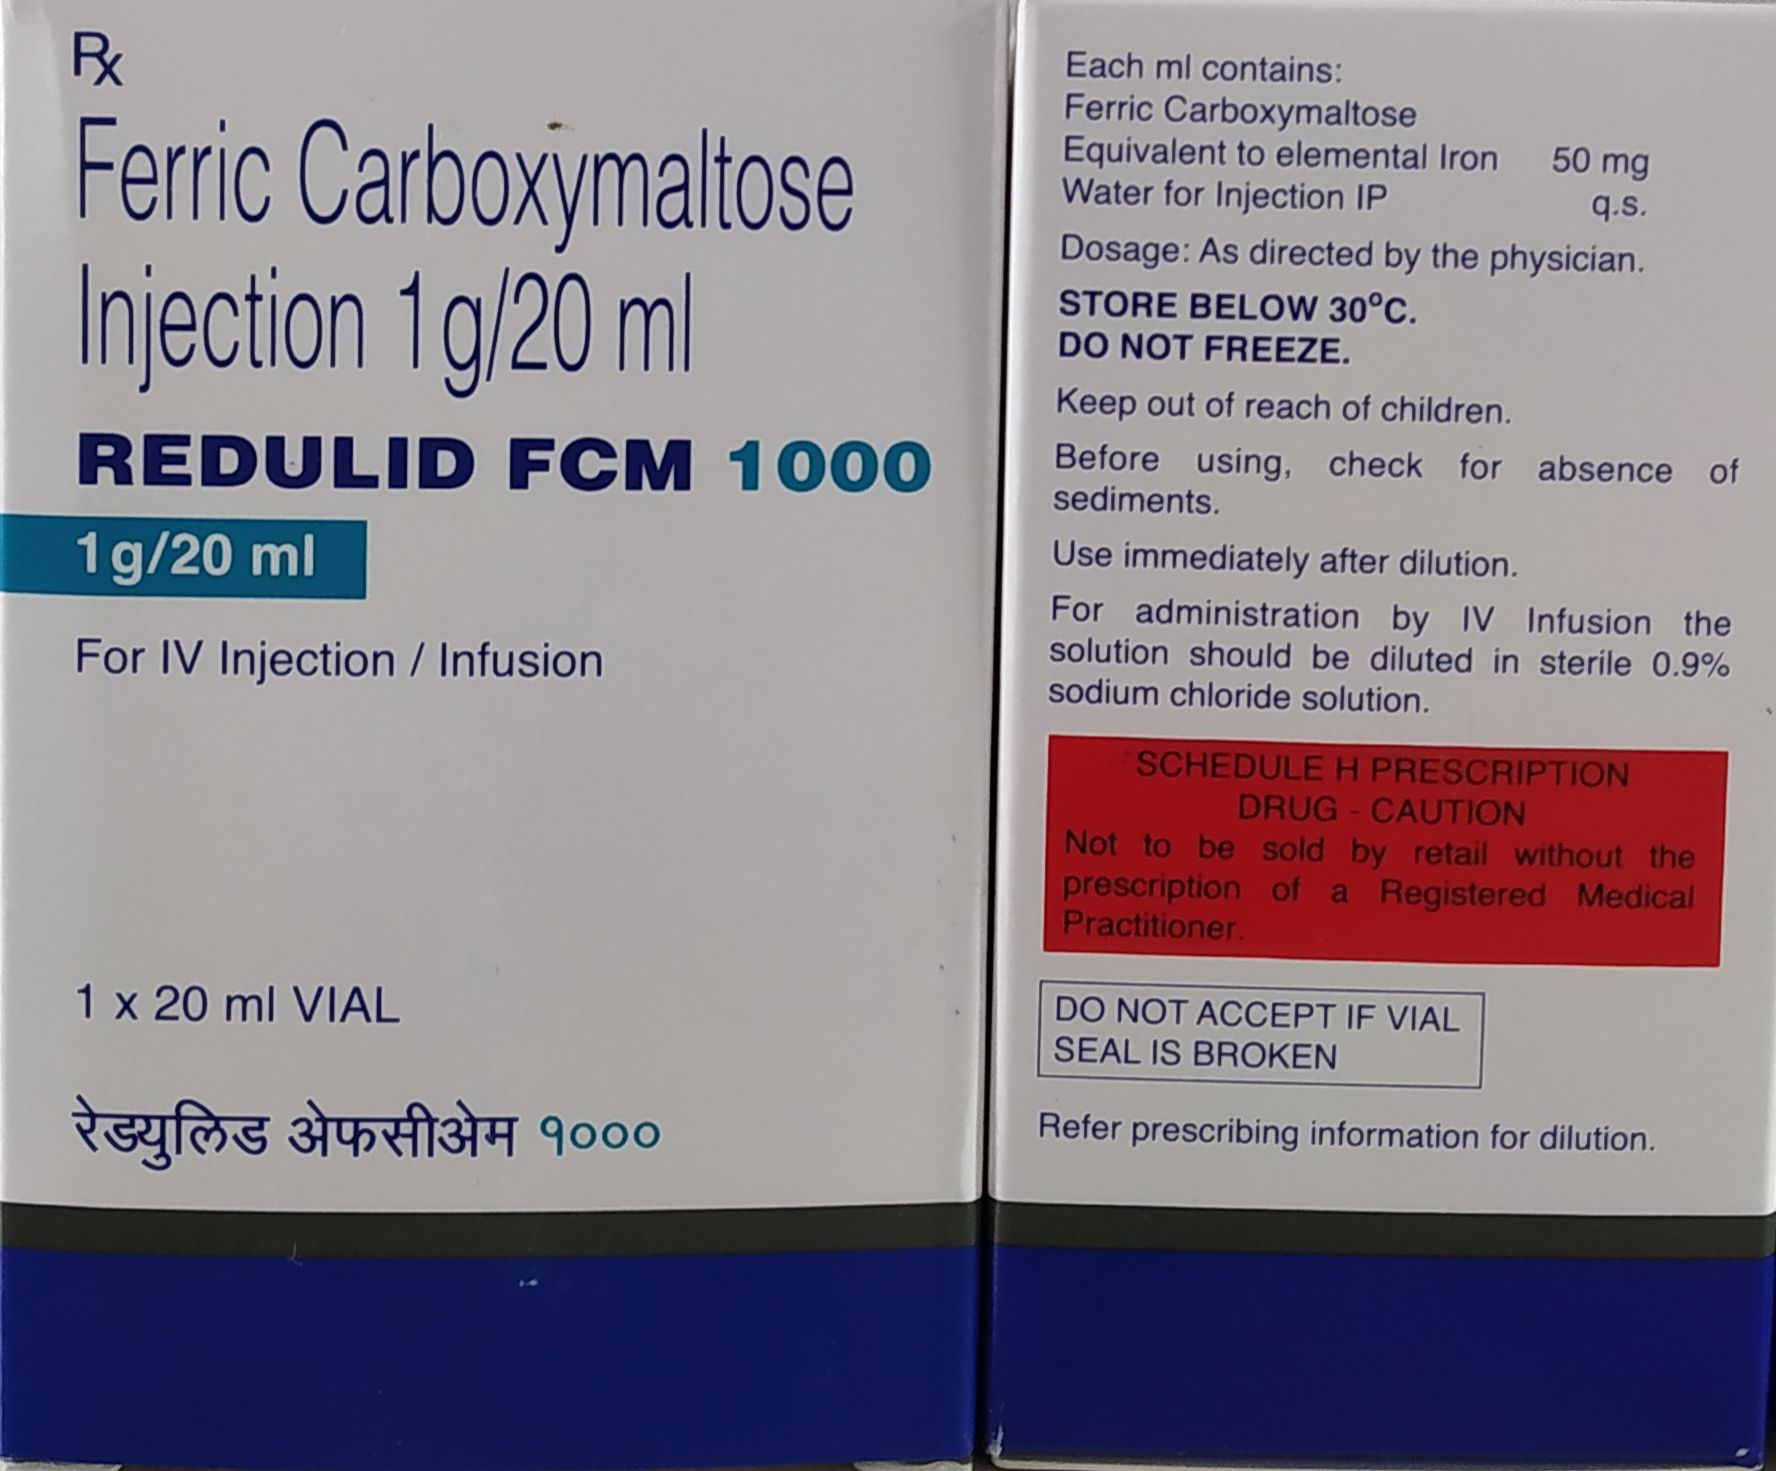 Rx
Ferric Carboxymaltose
Injection 1g/20 ml
REDULID FCM 1000
1g/20 ml
For IV Injection / Infusion
1 x 20 ml VIAL
रेडयुलिड अेफसीअेम १०००
Each ml contains:
Ferric Carboxymaltose
Equivalent to elemental Iron 50 mg
Water for Injection IP q.s.
Dosage: As directed by the physician.
STORE BELOW 30°C.
DO NOT FREEZE.
Keep out of reach of children.
Before using, check for absence of
sediments.
Use immediately after dilution.
For administration by IV Infusion the
solution should be diluted in sterile 0.9%
sodium chloride solution.
SCHEDULE H PRESCRIPTION
DRUG - CAUTION
Not to be sold by retail without the
prescription of a Registered Medical
Practitioner.
DO NOT ACCEPT IF VIAL
SEAL IS BROKEN
Refer prescribing information for dilution.